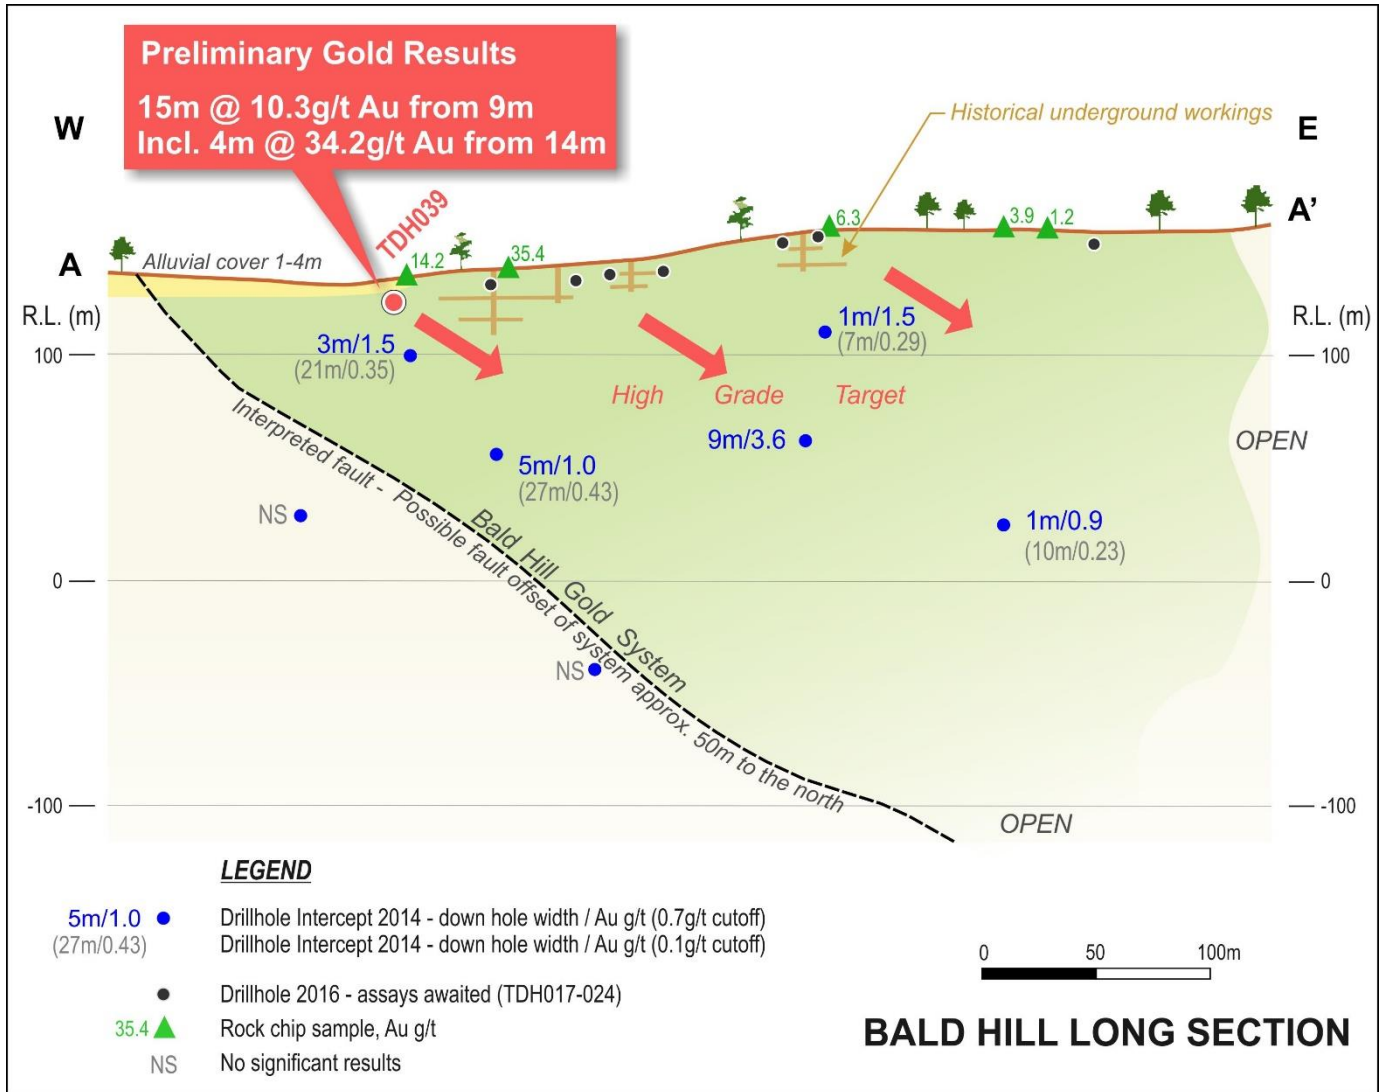 Preliminary Gold Results
15m @ 10.3g/t Au from 9m
Incl. 4m @ 34.2g/t Au from 14m
W
E
Historical underground workings
A
A’
TDH039
Alluvial cover 1-4m
14.2
35.4
6.3
3.9
1.2
R.L. (m)
R.L. (m)
100
100
3m/1.5
(21m/0.35)
1m/1.5
(7m/0.29)
High Grade Target
9m/3.6
OPEN
5m/1.0
(27m/0.43)
NS
1m/0.9
(10m/0.23)
Interpreted fault - Possible fault offset of system approx. 50m to the north
Bald Hill Gold System
0
0
NS
-100
-100
OPEN
LEGEND
5m/1.0
Drillhole Intercept 2014 - down hole width / Au g/t (0.7g/t cutoff)
(27m/0.43)
Drillhole Intercept 2014 - down hole width / Au g/t (0.1g/t cutoff)
Drillhole 2016 - assays awaited (TDH017-024)
35.4
Rock chip sample, Au g/t
NS
No significant results
0 50 100m
BALD HILL LONG SECTION